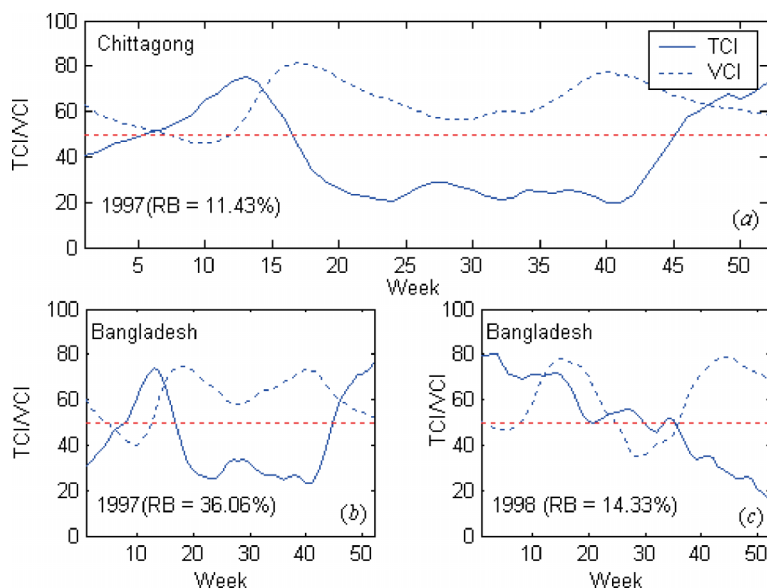 100
80
60
40
20
0
TCI/VCI
Chittagong
TCI
VCI
1997(RB = 11.43%)
(a)
5 10 15 20 25 30 35 40 45 50
Week
100
80
60
40
20
0
TCI/VCI
Bangladesh
1997(RB = 36.06%)
(b)
10 20 30 40 50
Week
100
80
60
40
20
0
TCI/VCI
Bangladesh
1998 (RB = 14.33%)
(c)
10 20 30 40 50
Week